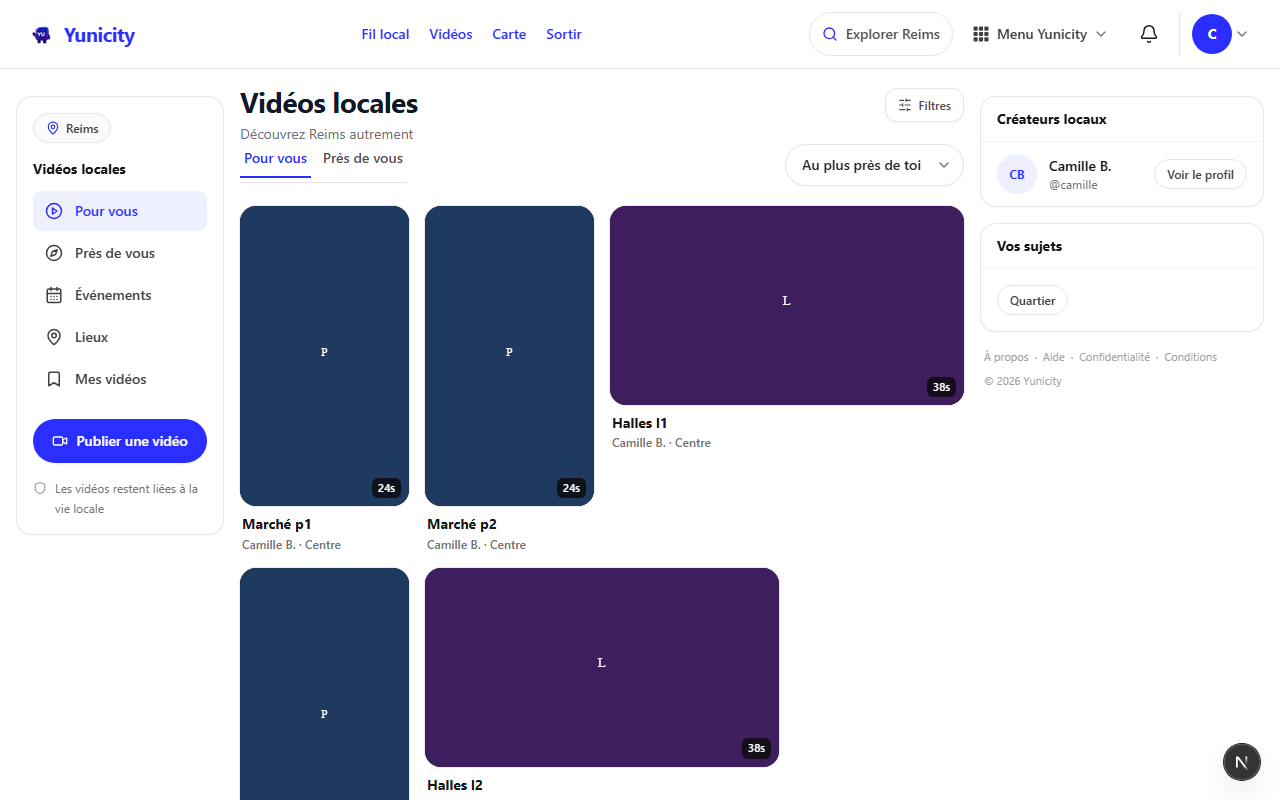 Yunicity
Fil local
Vidéos
Carte
Sortir
Explorer Reims
Menu Yunicity
C
Reims
Vidéos locales
Pour vous
Près de vous
Événements
Lieux
Mes vidéos
Publier une vidéo
Les vidéos restent liées à la
vie locale
Vidéos locales
Découvrez Reims autrement
Filtres
Pour vous
Près de vous
Au plus près de toi
P
24s
Marché p1
Camille B. · Centre
P
24s
Marché p2
Camille B. · Centre
L
38s
Halles l1
Camille B. · Centre
P
L
38s
Halles l2
Créateurs locaux
CB
Camille B.
@camille
Voir le profil
Vos sujets
Quartier
À propos · Aide · Confidentialité · Conditions
© 2026 Yunicity
N